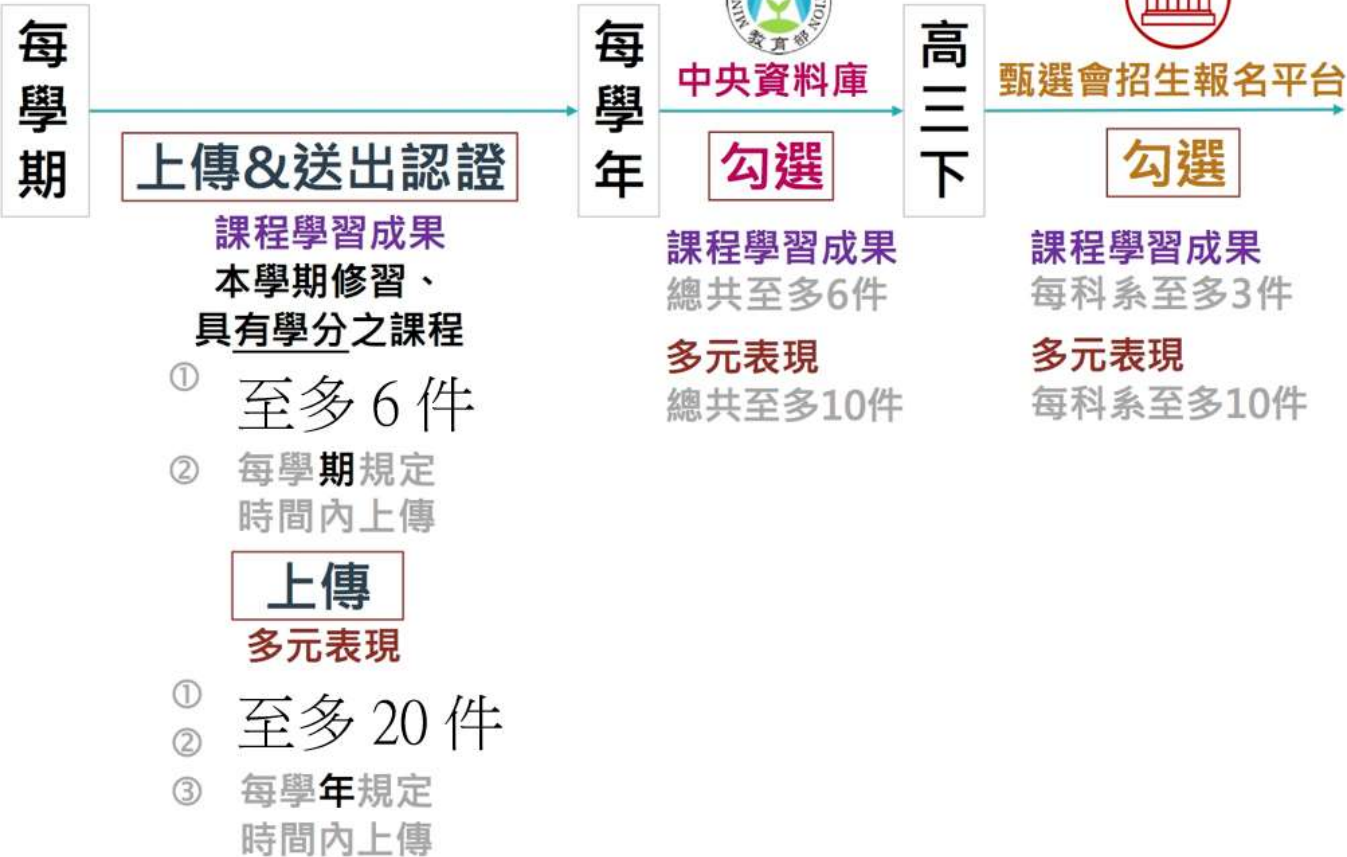 每學期
上傳&送出認證
課程學習成果
本學期修習、
具有學分之課程
① 至多 6 件
② 每學期規定
時間內上傳
上傳
多元表現
①
② 至多 20 件
③ 每學年規定
時間內上傳
每學年
教育部
中央資料庫
勾選
課程學習成果
總共至多6件
多元表現
總共至多10件
高三下
甄選會招生報名平台
勾選
課程學習成果
每科系至多3件
多元表現
每科系至多10件